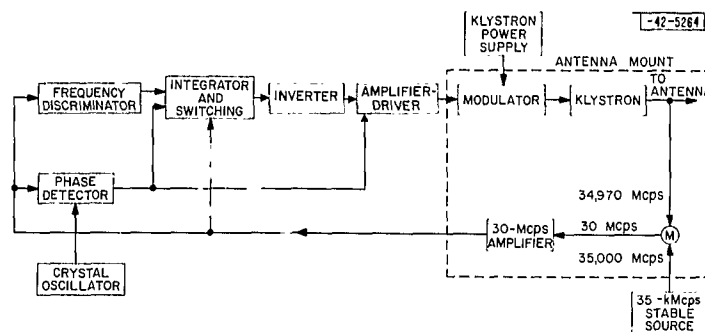 -42-5264
KLYSTRON
POWER
SUPPLY
ANTENNA MOUNT
TO
ANTENNA
FREQUENCY
DISCRIMINATOR
INTEGRATOR
AND
SWITCHING
INVERTER
AMPLIFIER-
DRIVER
MODULATOR
KLYSTRON
PHASE
DETECTOR
34,970 Mcps
30-Mcps
AMPLIFIER
30 Mcps
M
35,000 Mcps
CRYSTAL
OSCILLATOR
35-kMcps
STABLE
SOURCE